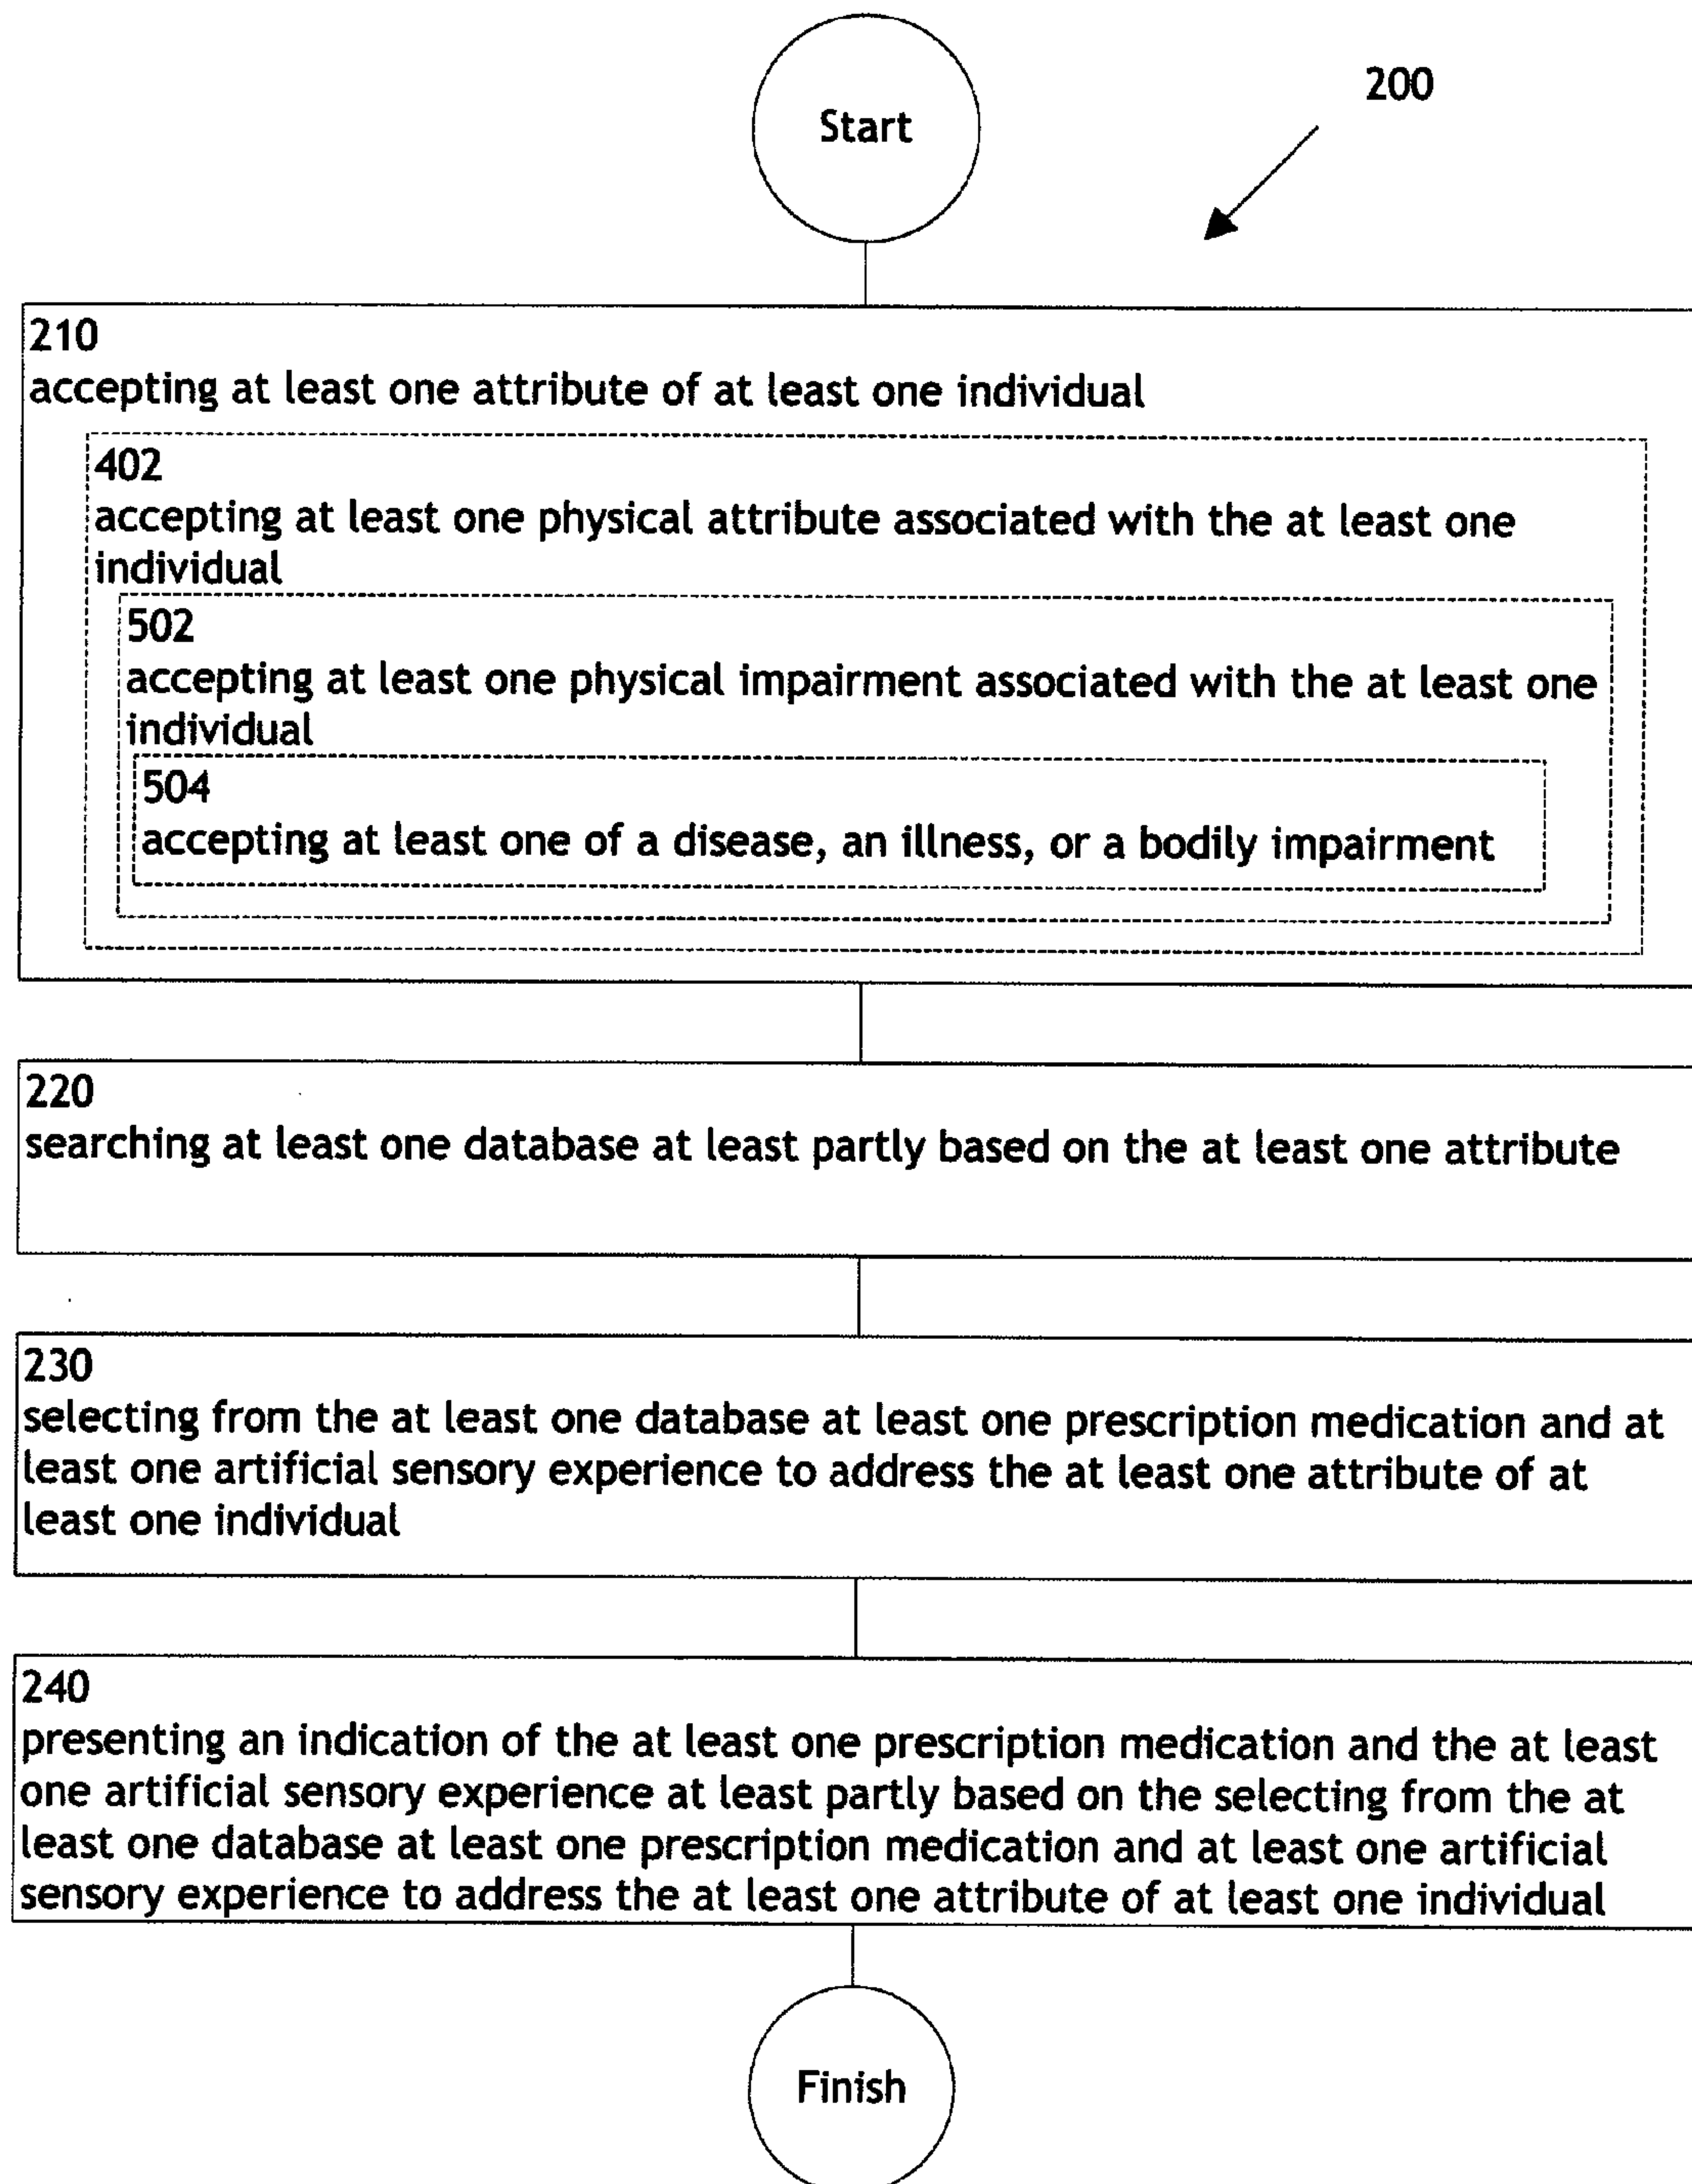 Start
200
210
accepting at least one attribute of at least one individual
402
accepting at least one physical attribute associated with the at least one
individual
502
accepting at least one physical impairment associated with the at least one
individual
504
accepting at least one of a disease, an illness, or a bodily impairment
220
searching at least one database at least partly based on the at least one attribute
230
selecting from the at least one database at least one prescription medication and at
least one artificial sensory experience to address the at least one attribute of at
least one individual
240
presenting an indication of the at least one prescription medication and the at least
one artificial sensory experience at least partly based on the selecting from the at
least one database at least one prescription medication and at least one artificial
sensory experience to address the at least one attribute of at least one individual
Finish